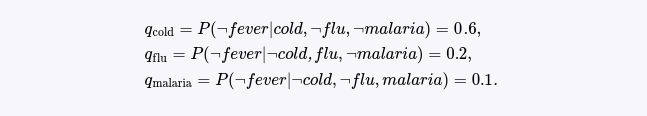 q_cold = P(¬fever|cold, ¬flu, ¬malaria) = 0.6,
q_flu = P(¬fever|¬cold, flu, ¬malaria) = 0.2,
q_malaria = P(¬fever|¬cold, ¬flu, malaria) = 0.1.